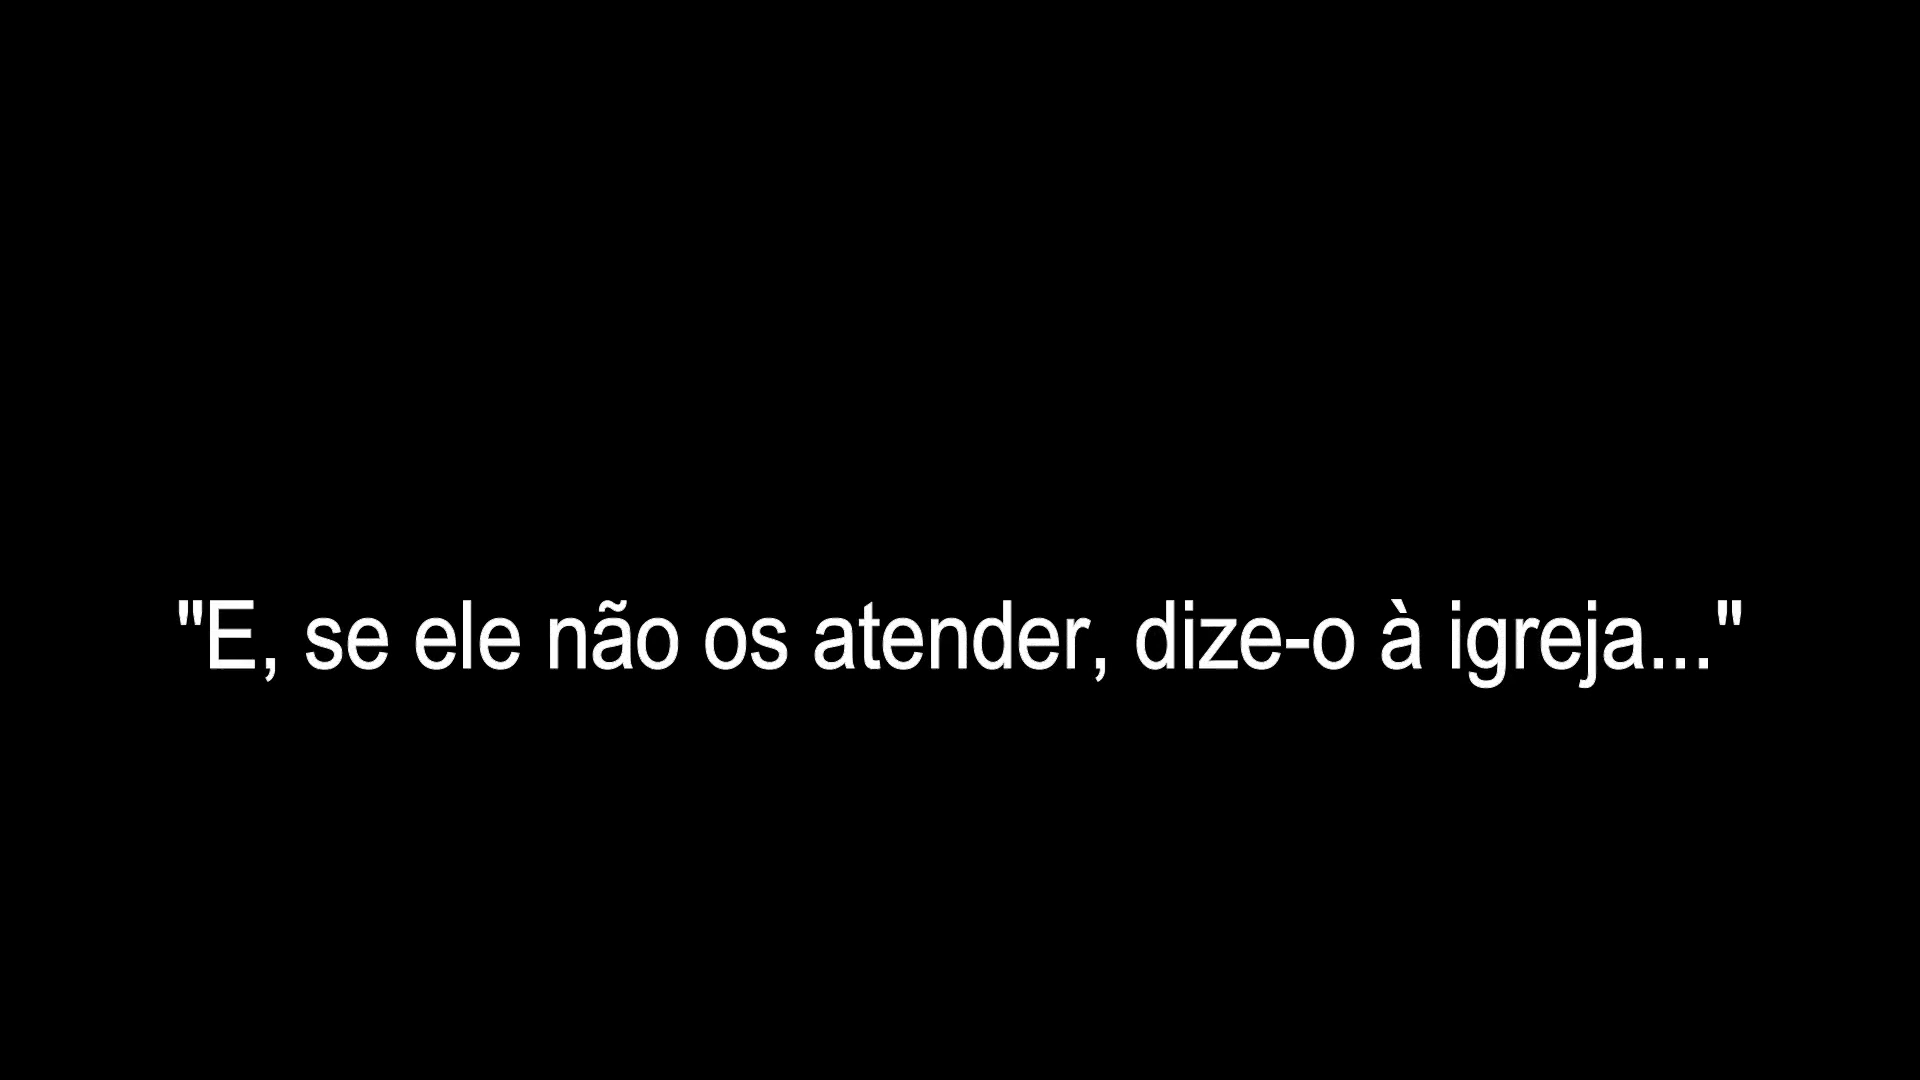 "E, se ele não os atender, dize-o à igreja..."